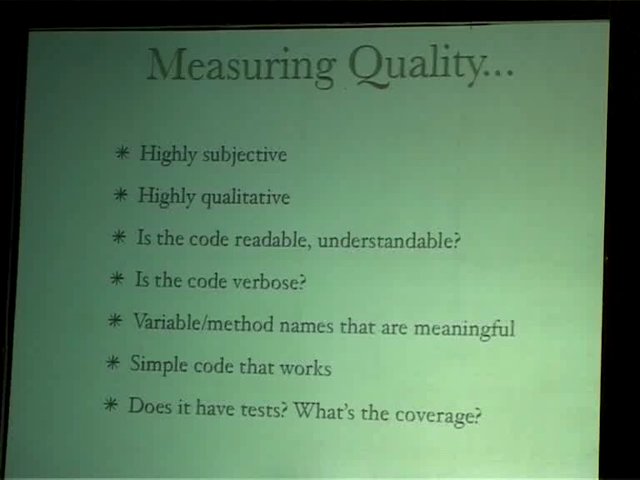 Measuring Quality...
* Highly subjective
* Highly qualitative
* Is the code readable, understandable?
* Is the code verbose?
* Variable/method names that are meaningful
* Simple code that works
* Does it have tests? What's the coverage?